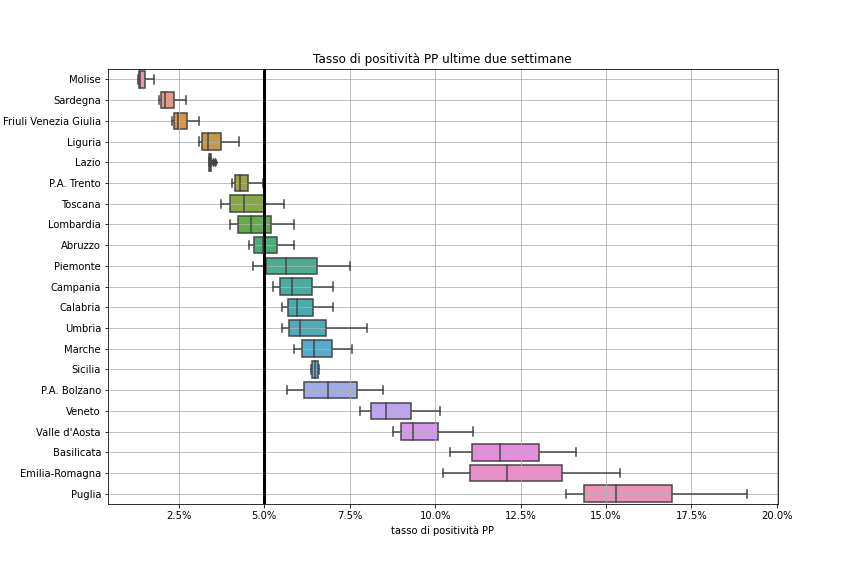 Tasso di positività PP ultime due settimane
Molise
Sardegna
Friuli Venezia Giulia
Liguria
Lazio
P.A. Trento
Toscana
Lombardia
Abruzzo
Piemonte
Campania
Calabria
Umbria
Marche
Sicilia
P.A. Bolzano
Veneto
Valle d'Aosta
Basilicata
Emilia-Romagna
Puglia
2.5% 5.0% 7.5% 10.0% 12.5% 15.0% 17.5% 20.0%
tasso di positività PP